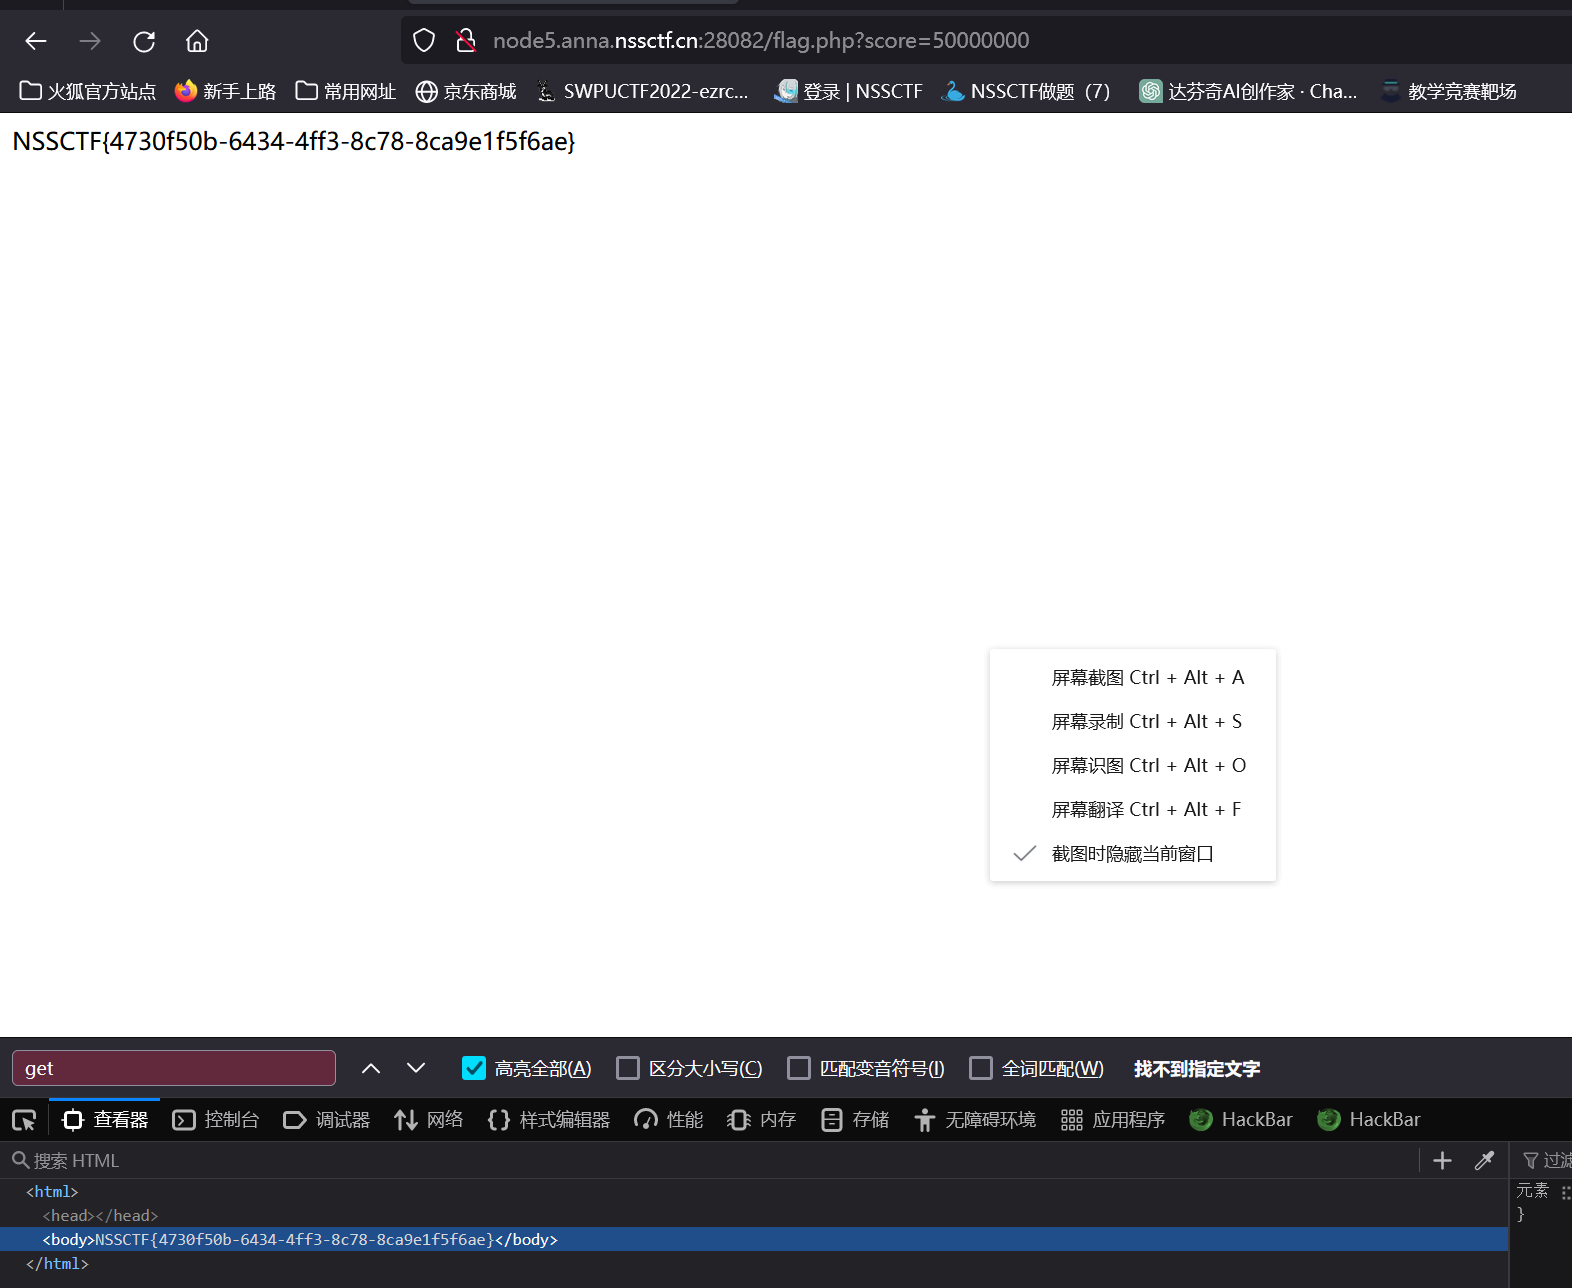 node5.anna.nssctf.cn:28082/flag.php?score=50000000
火狐官方站点 新手上路 常用网址 京东商城 SWPUCTF2022-ezrc... 登录 | NSSCTF NSSCTF做题（7） 达芬奇AI创作家 · Cha... 教学竞赛靶场
NSSCTF{4730f50b-6434-4ff3-8c78-8ca9e1f5f6ae}
屏幕截图 Ctrl + Alt + A
屏幕录制 Ctrl + Alt + S
屏幕识图 Ctrl + Alt + O
屏幕翻译 Ctrl + Alt + F
截图时隐藏当前窗口
get 高亮全部(A) 区分大小写(C) 匹配变音符号(I) 全词匹配(W) 找不到指定文字
查看器 控制台 调试器 网络 样式编辑器 性能 内存 存储 无障碍环境 应用程序 HackBar HackBar
搜索 HTML 过滤
<html> 元素
<head></head> }
<body>NSSCTF{4730f50b-6434-4ff3-8c78-8ca9e1f5f6ae}</body>
</html>